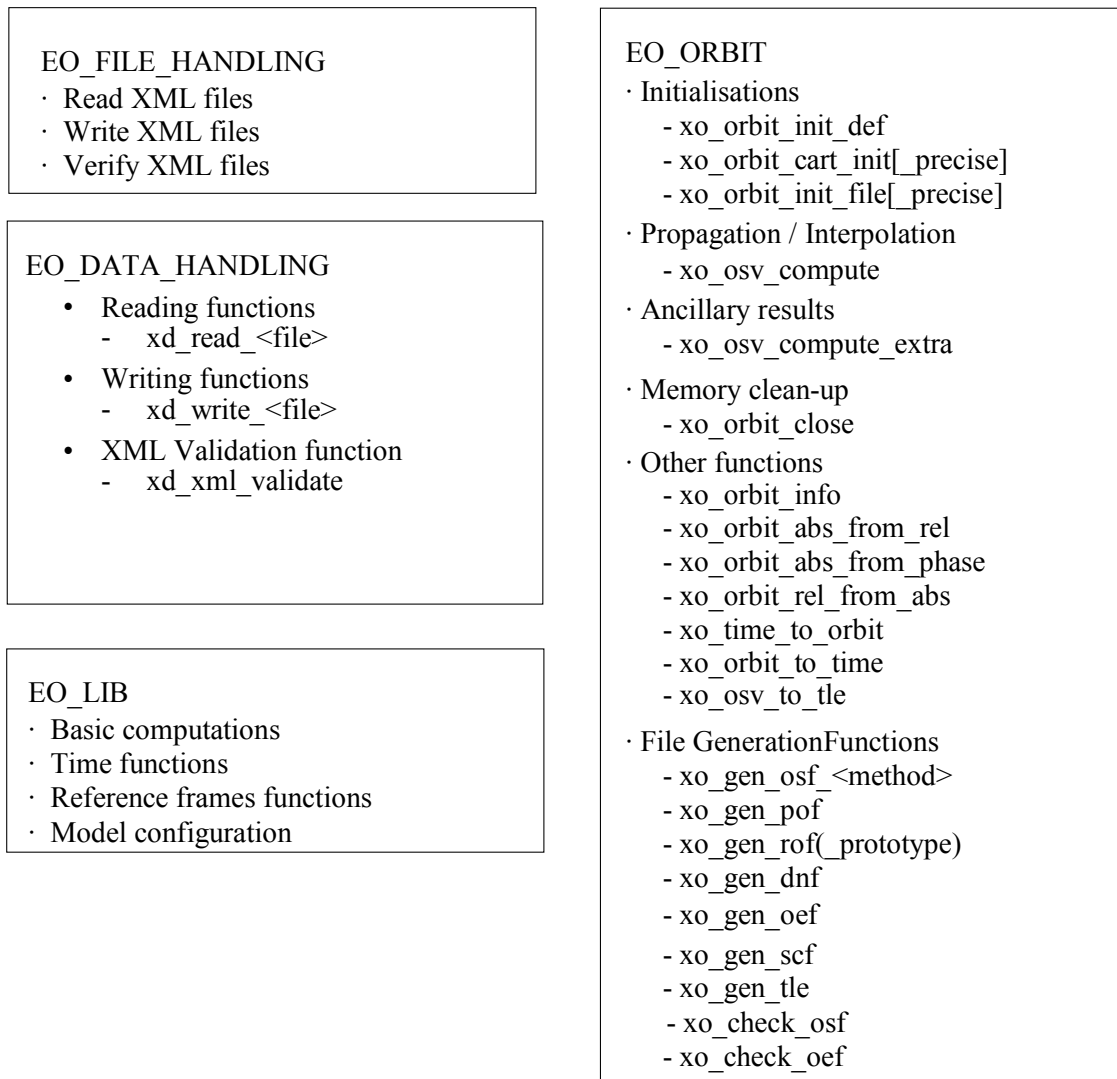 EO_FILE_HANDLING
· Read XML files
· Write XML files
· Verify XML files
EO_DATA_HANDLING
• Reading functions
- xd_read_<file>
• Writing functions
- xd_write_<file>
• XML Validation function
- xd_xml_validate
EO_LIB
· Basic computations
· Time functions
· Reference frames functions
· Model configuration
EO_ORBIT
· Initialisations
- xo_orbit_init_def
- xo_orbit_cart_init[_precise]
- xo_orbit_init_file[_precise]
· Propagation / Interpolation
- xo_osv_compute
· Ancillary results
- xo_osv_compute_extra
· Memory clean-up
- xo_orbit_close
· Other functions
- xo_orbit_info
- xo_orbit_abs_from_rel
- xo_orbit_abs_from_phase
- xo_orbit_rel_from_abs
- xo_time_to_orbit
- xo_orbit_to_time
- xo_osv_to_tle
· File GenerationFunctions
- xo_gen_osf_<method>
- xo_gen_pof
- xo_gen_rof(_prototype)
- xo_gen_dnf
- xo_gen_oef
- xo_gen_scf
- xo_gen_tle
- xo_check_osf
- xo_check_oef